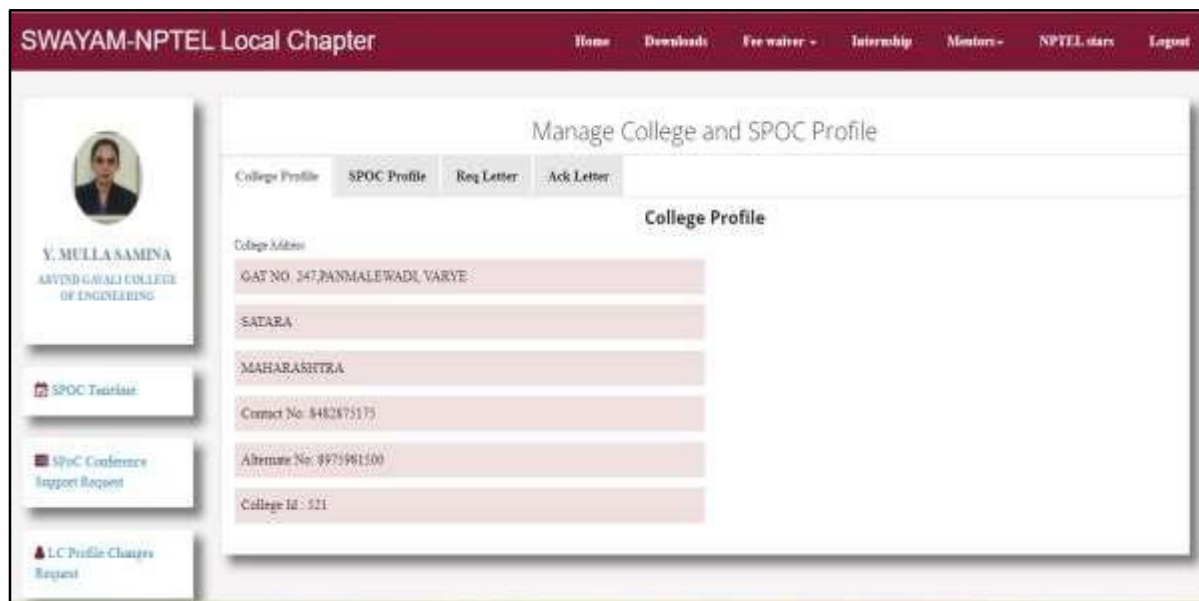 SWAYAM-NPTEL Local Chapter
Home Downloads Fee waiver Internship Mentors NPTEL stars Logout
Y. MULLA SAMINA
ARVIND GAVALI COLLEGE
OF ENGINEERING
SPOC Timeline
SPoC Conference
Support Request
LC Profile Changes
Request
Manage College and SPOC Profile
College Profile SPOC Profile Req Letter Ack Letter
College Profile
College Address
GAT NO. 247,PANMALEWADI, VARYE
SATARA
MAHARASHTRA
Contact No: 8482875175
Alternate No: 8975981500
College Id : 521